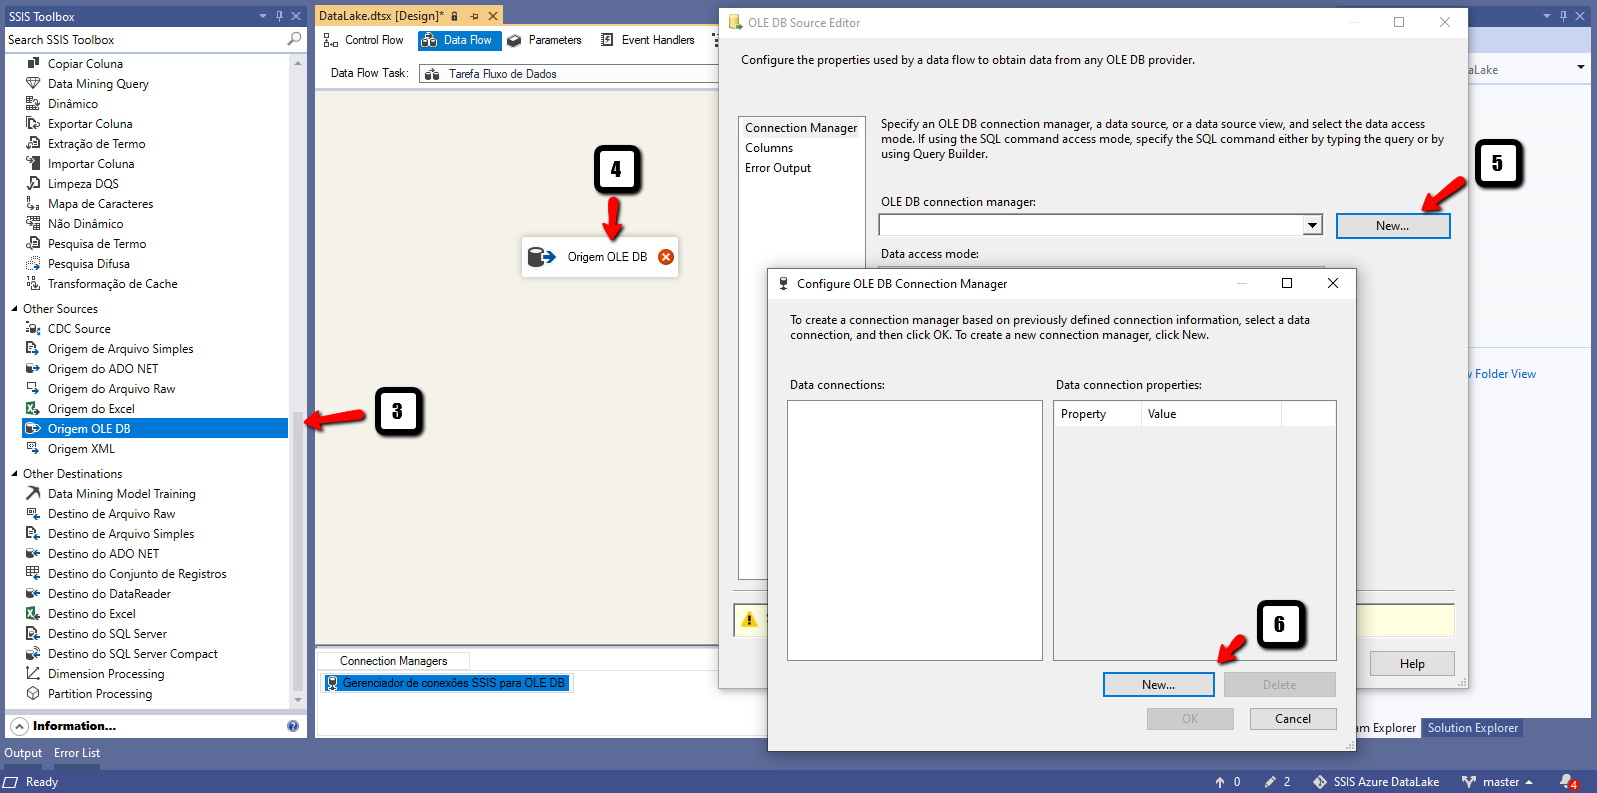 SSIS Toolbox
Search SSIS Toolbox
Copiar Coluna
Data Mining Query
Dinâmico
Exportar Coluna
Extração de Termo
Importar Coluna
Limpeza DQS
Mapa de Caracteres
Não Dinâmico
Pesquisa de Termo
Pesquisa Difusa
Transformação de Cache
Other Sources
CDC Source
Origem de Arquivo Simples
Origem do ADO NET
Origem do Arquivo Raw
Origem do Excel
Origem OLE DB
Origem XML
Other Destinations
Data Mining Model Training
Destino de Arquivo Raw
Destino de Arquivo Simples
Destino do ADO NET
Destino do Conjunto de Registros
Destino do DataReader
Destino do Excel
Destino do SQL Server
Destino do SQL Server Compact
Dimension Processing
Partition Processing
Information...
Output Error List
Ready
3
DataLake.dtsx [Design]*
Control Flow Data Flow Parameters Event Handlers
Data Flow Task: Tarefa Fluxo de Dados
4
Origem OLE DB
Connection Managers
Gerenciador de conexões SSIS para OLE DB
OLE DB Source Editor
Configure the properties used by a data flow to obtain data from any OLE DB provider.
Connection Manager
Columns
Error Output
Specify an OLE DB connection manager, a data source, or a data source view, and select the data access
mode. If using the SQL command access mode, specify the SQL command either by typing the query or by
using Query Builder.
5
OLE DB connection manager:
New...
Data access mode:
Configure OLE DB Connection Manager
To create a connection manager based on previously defined connection information, select a data
connection, and then click OK. To create a new connection manager, click New.
Data connections:
Data connection properties:
Property Value
6
New... Delete
OK Cancel
Help
aLake
w Folder View
am Explorer Solution Explorer
0 2 SSIS Azure DataLake master 4